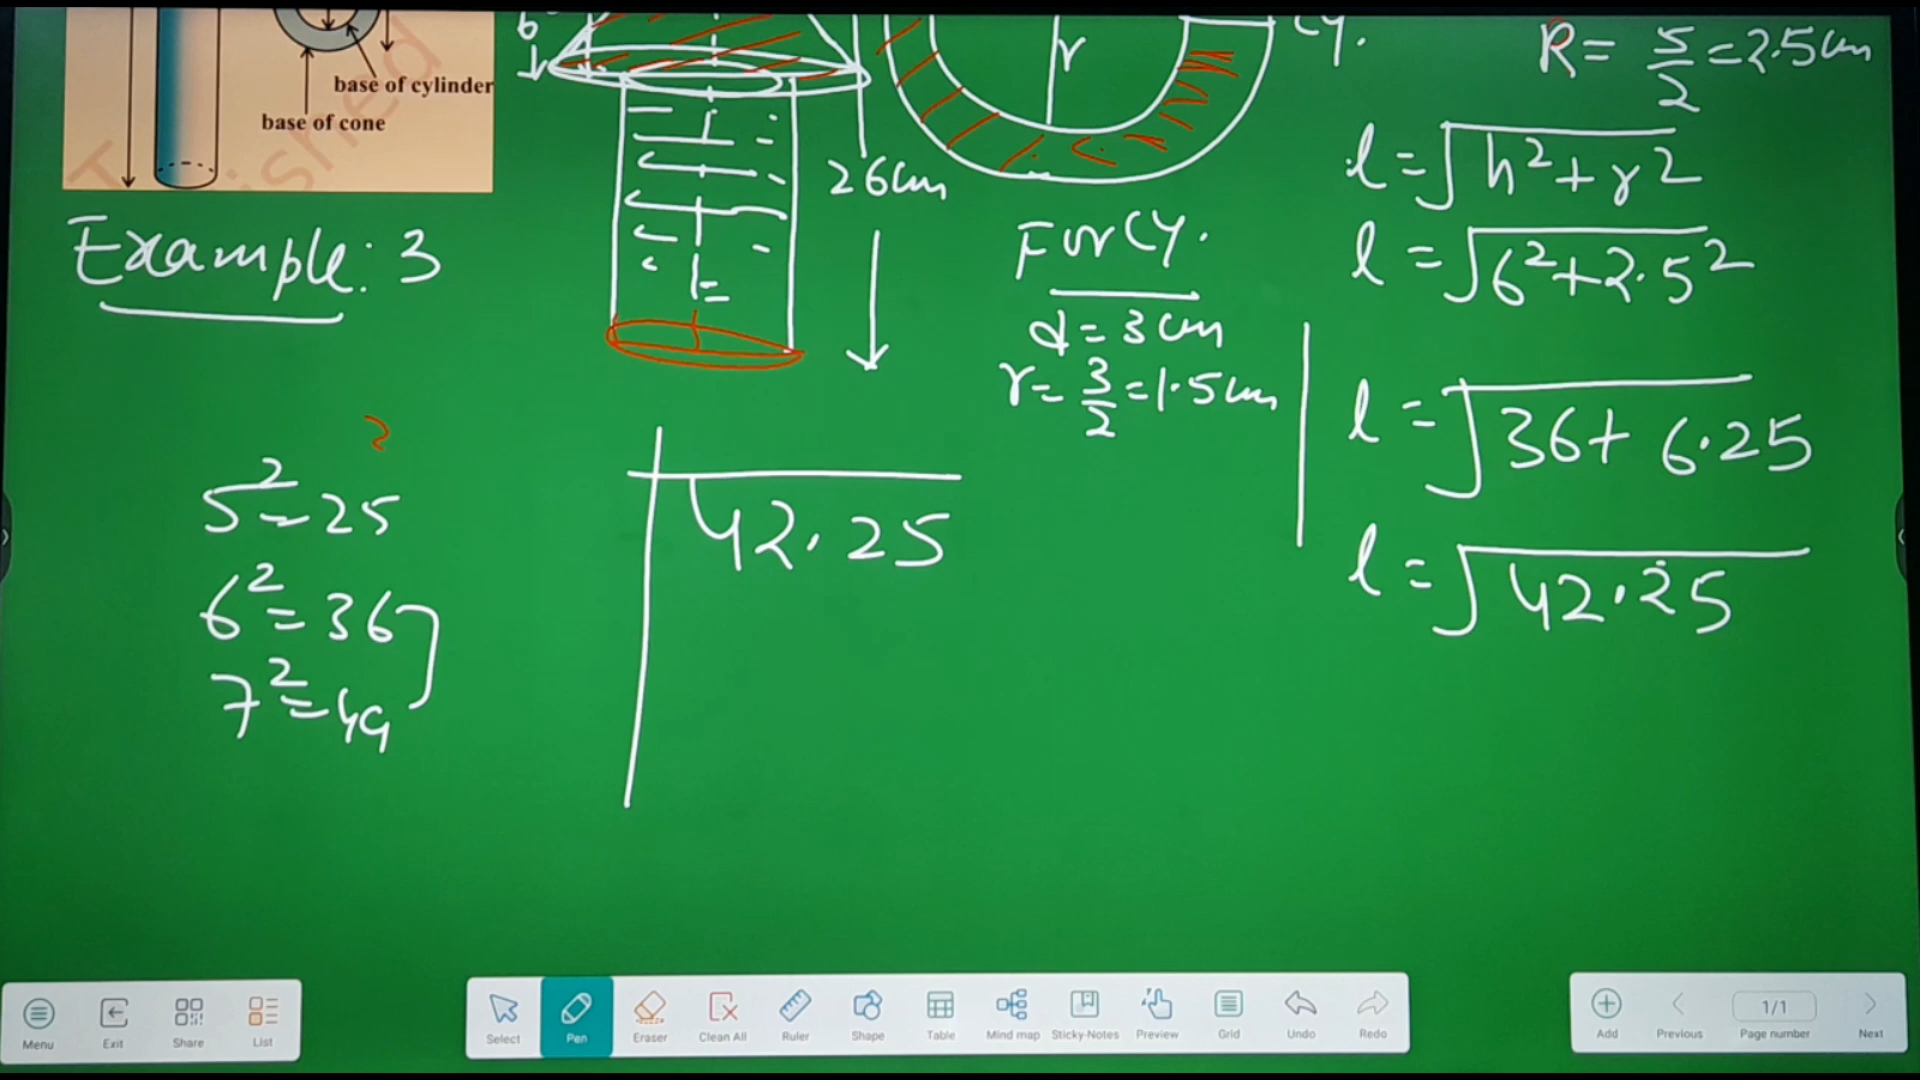 base of cylinder
base of cone
6
26cm
r
Cy.
R = 5/2 = 2.5cm
l = √h²+r²
l = √6²+2.5²
l = √36+ 6.25
l = √42.25
For Cy.
d = 3cm
r = 3/2 = 1.5cm
Example: 3
2
5² = 25
6² = 36
7² = 49
42.25
Menu Exit Share List
Select Pen Eraser Clean All Ruler Shape Table Mind map Sticky-Notes Preview Grid Undo Redo
Add Previous 1/1 Page number Next